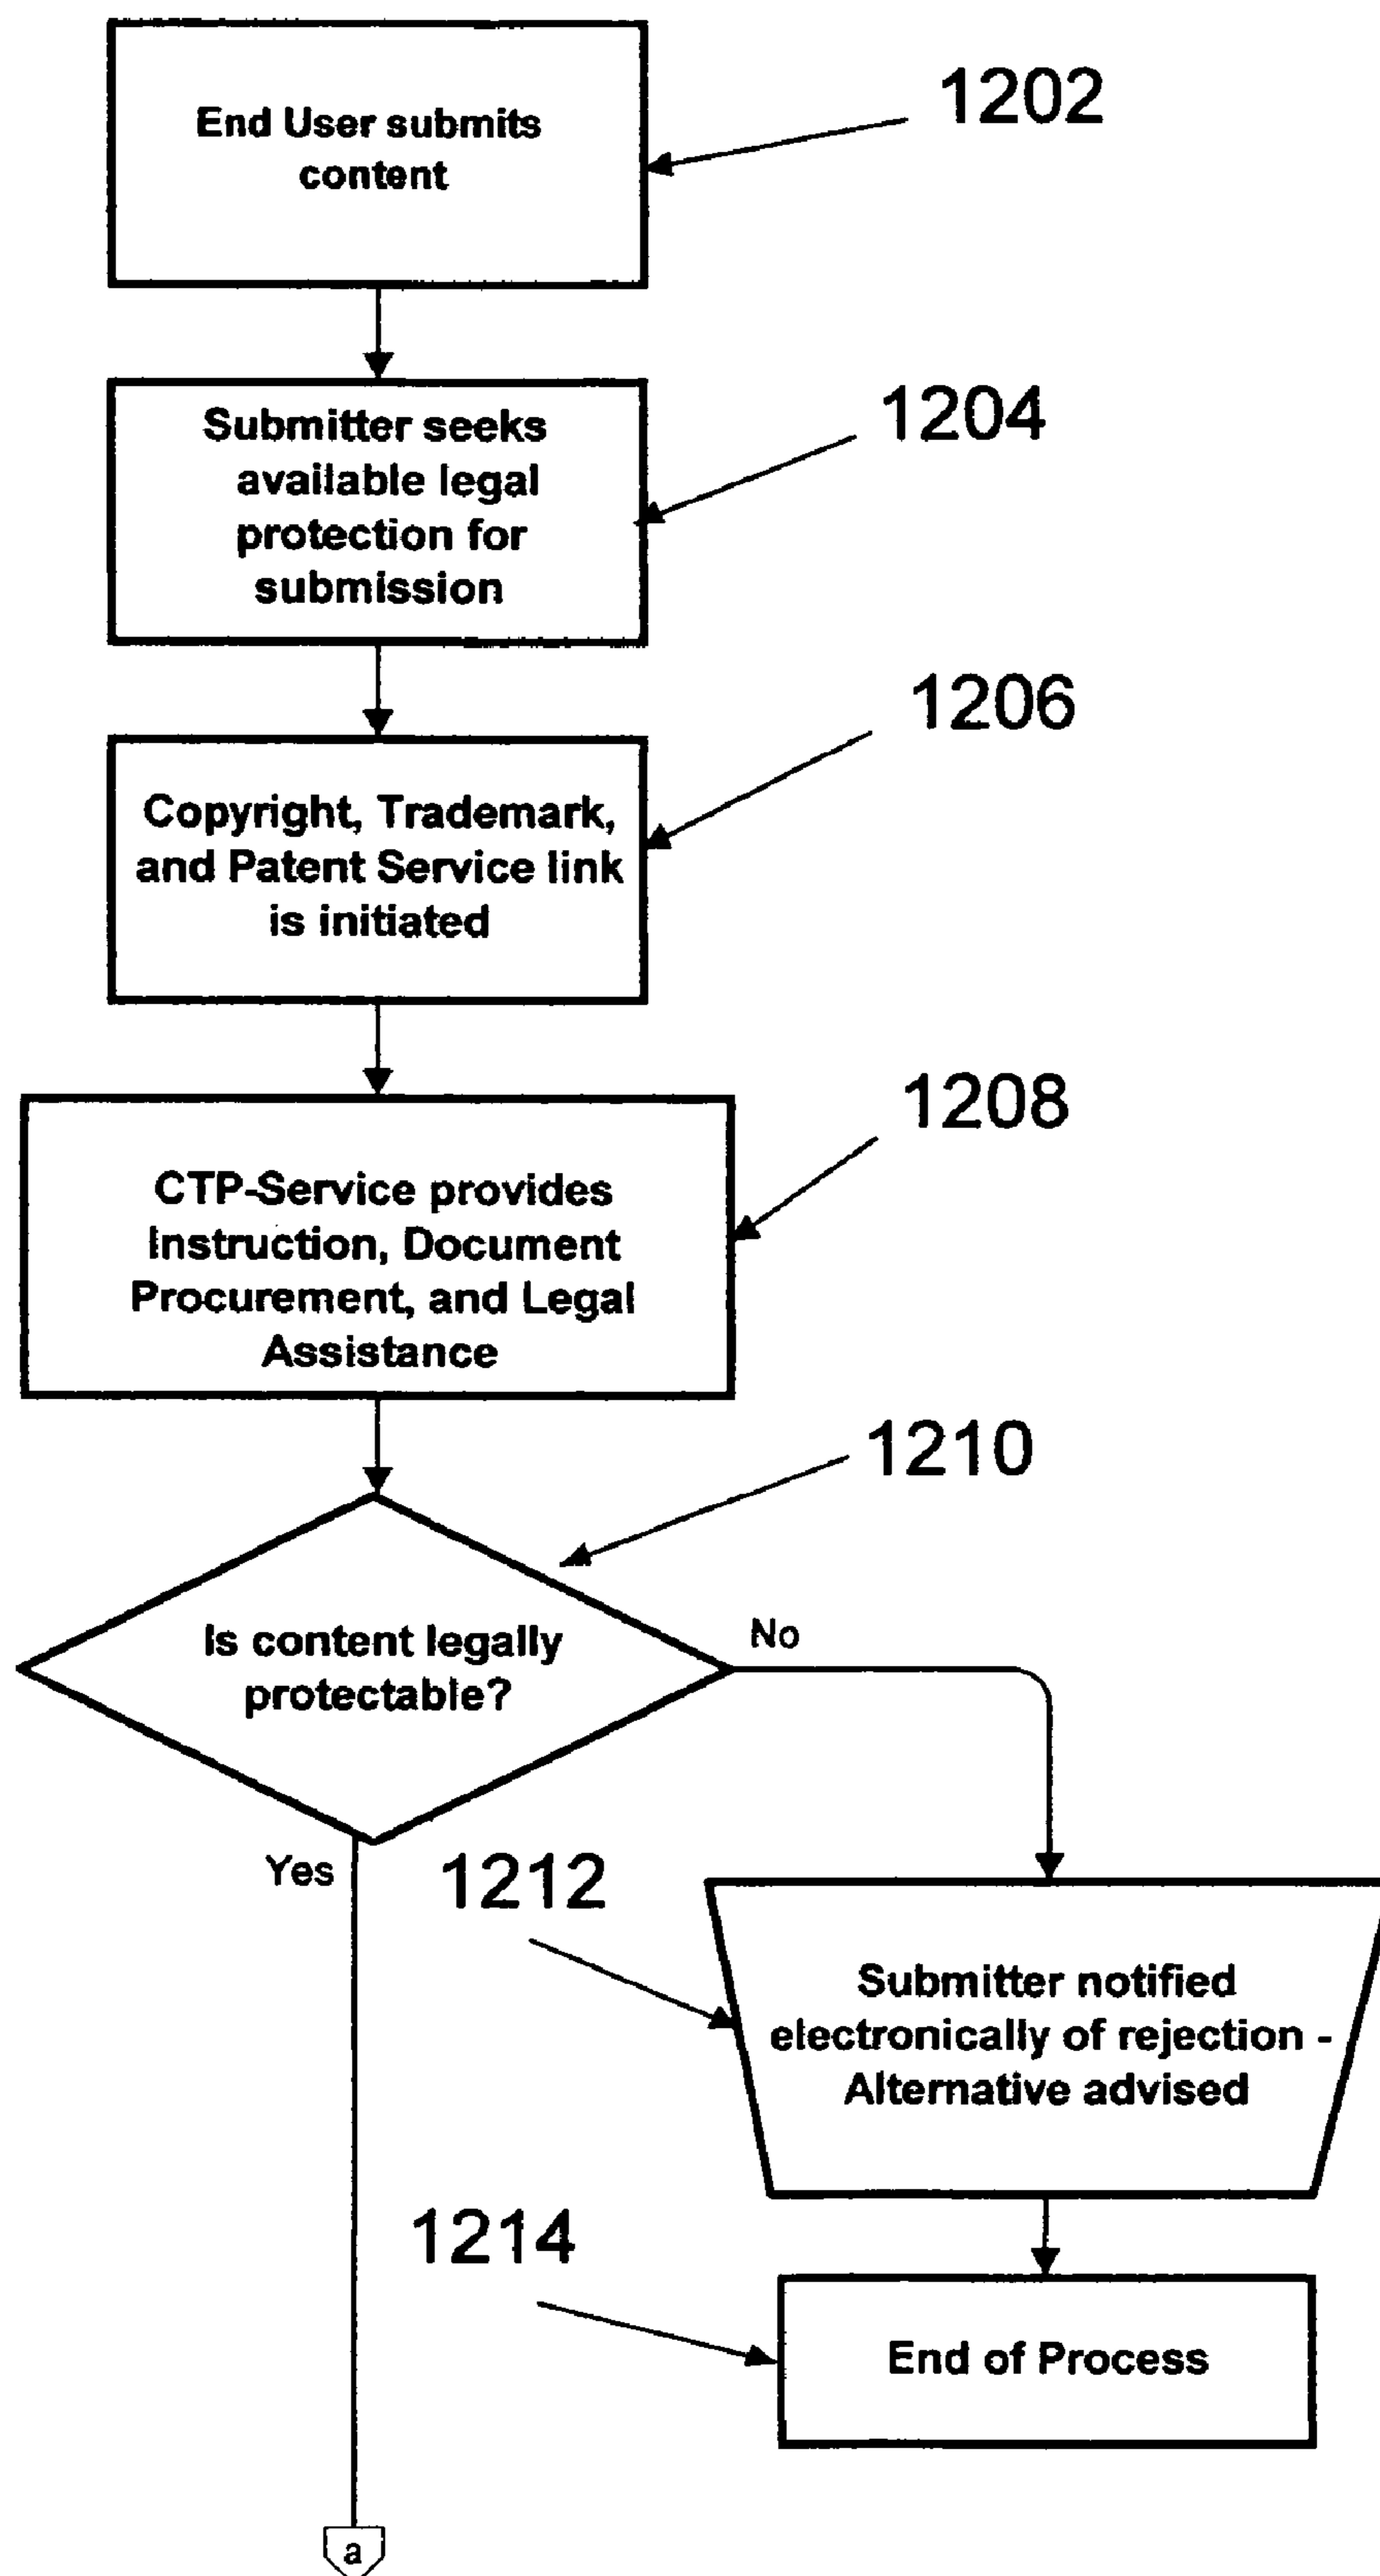 End User submits
content
1202
Submitter seeks
available legal
protection for
submission
1204
Copyright, Trademark,
and Patent Service link
is initiated
1206
CTP-Service provides
Instruction, Document
Procurement, and Legal
Assistance
1208
1210
Is content legally
protectable?
No
Yes
1212
Submitter notified
electronically of rejection -
Alternative advised
1214
End of Process
a